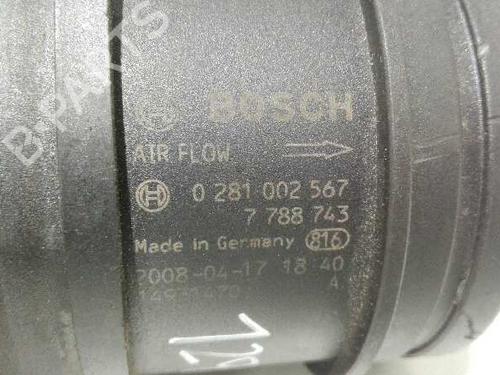 B-PARTS
BOSCH
AIR FLOW
0 281 002 567
7 788 743
Made in Germany 816
2008-04-17 18:40
A